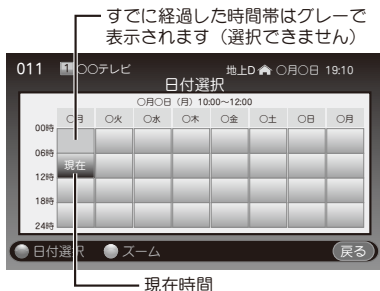 すでに経過した時間帯はグレーで
表示されます（選択できません）
011 1 ○○テレビ 地上D ○月○日 19:10
日付選択
○月○日（月）10:00〜12:00
○月 ○火 ○水 ○木 ○金 ○土 ○日 ○月
00時
06時
現在
12時
18時
24時
日付選択 ズーム 戻る
現在時間